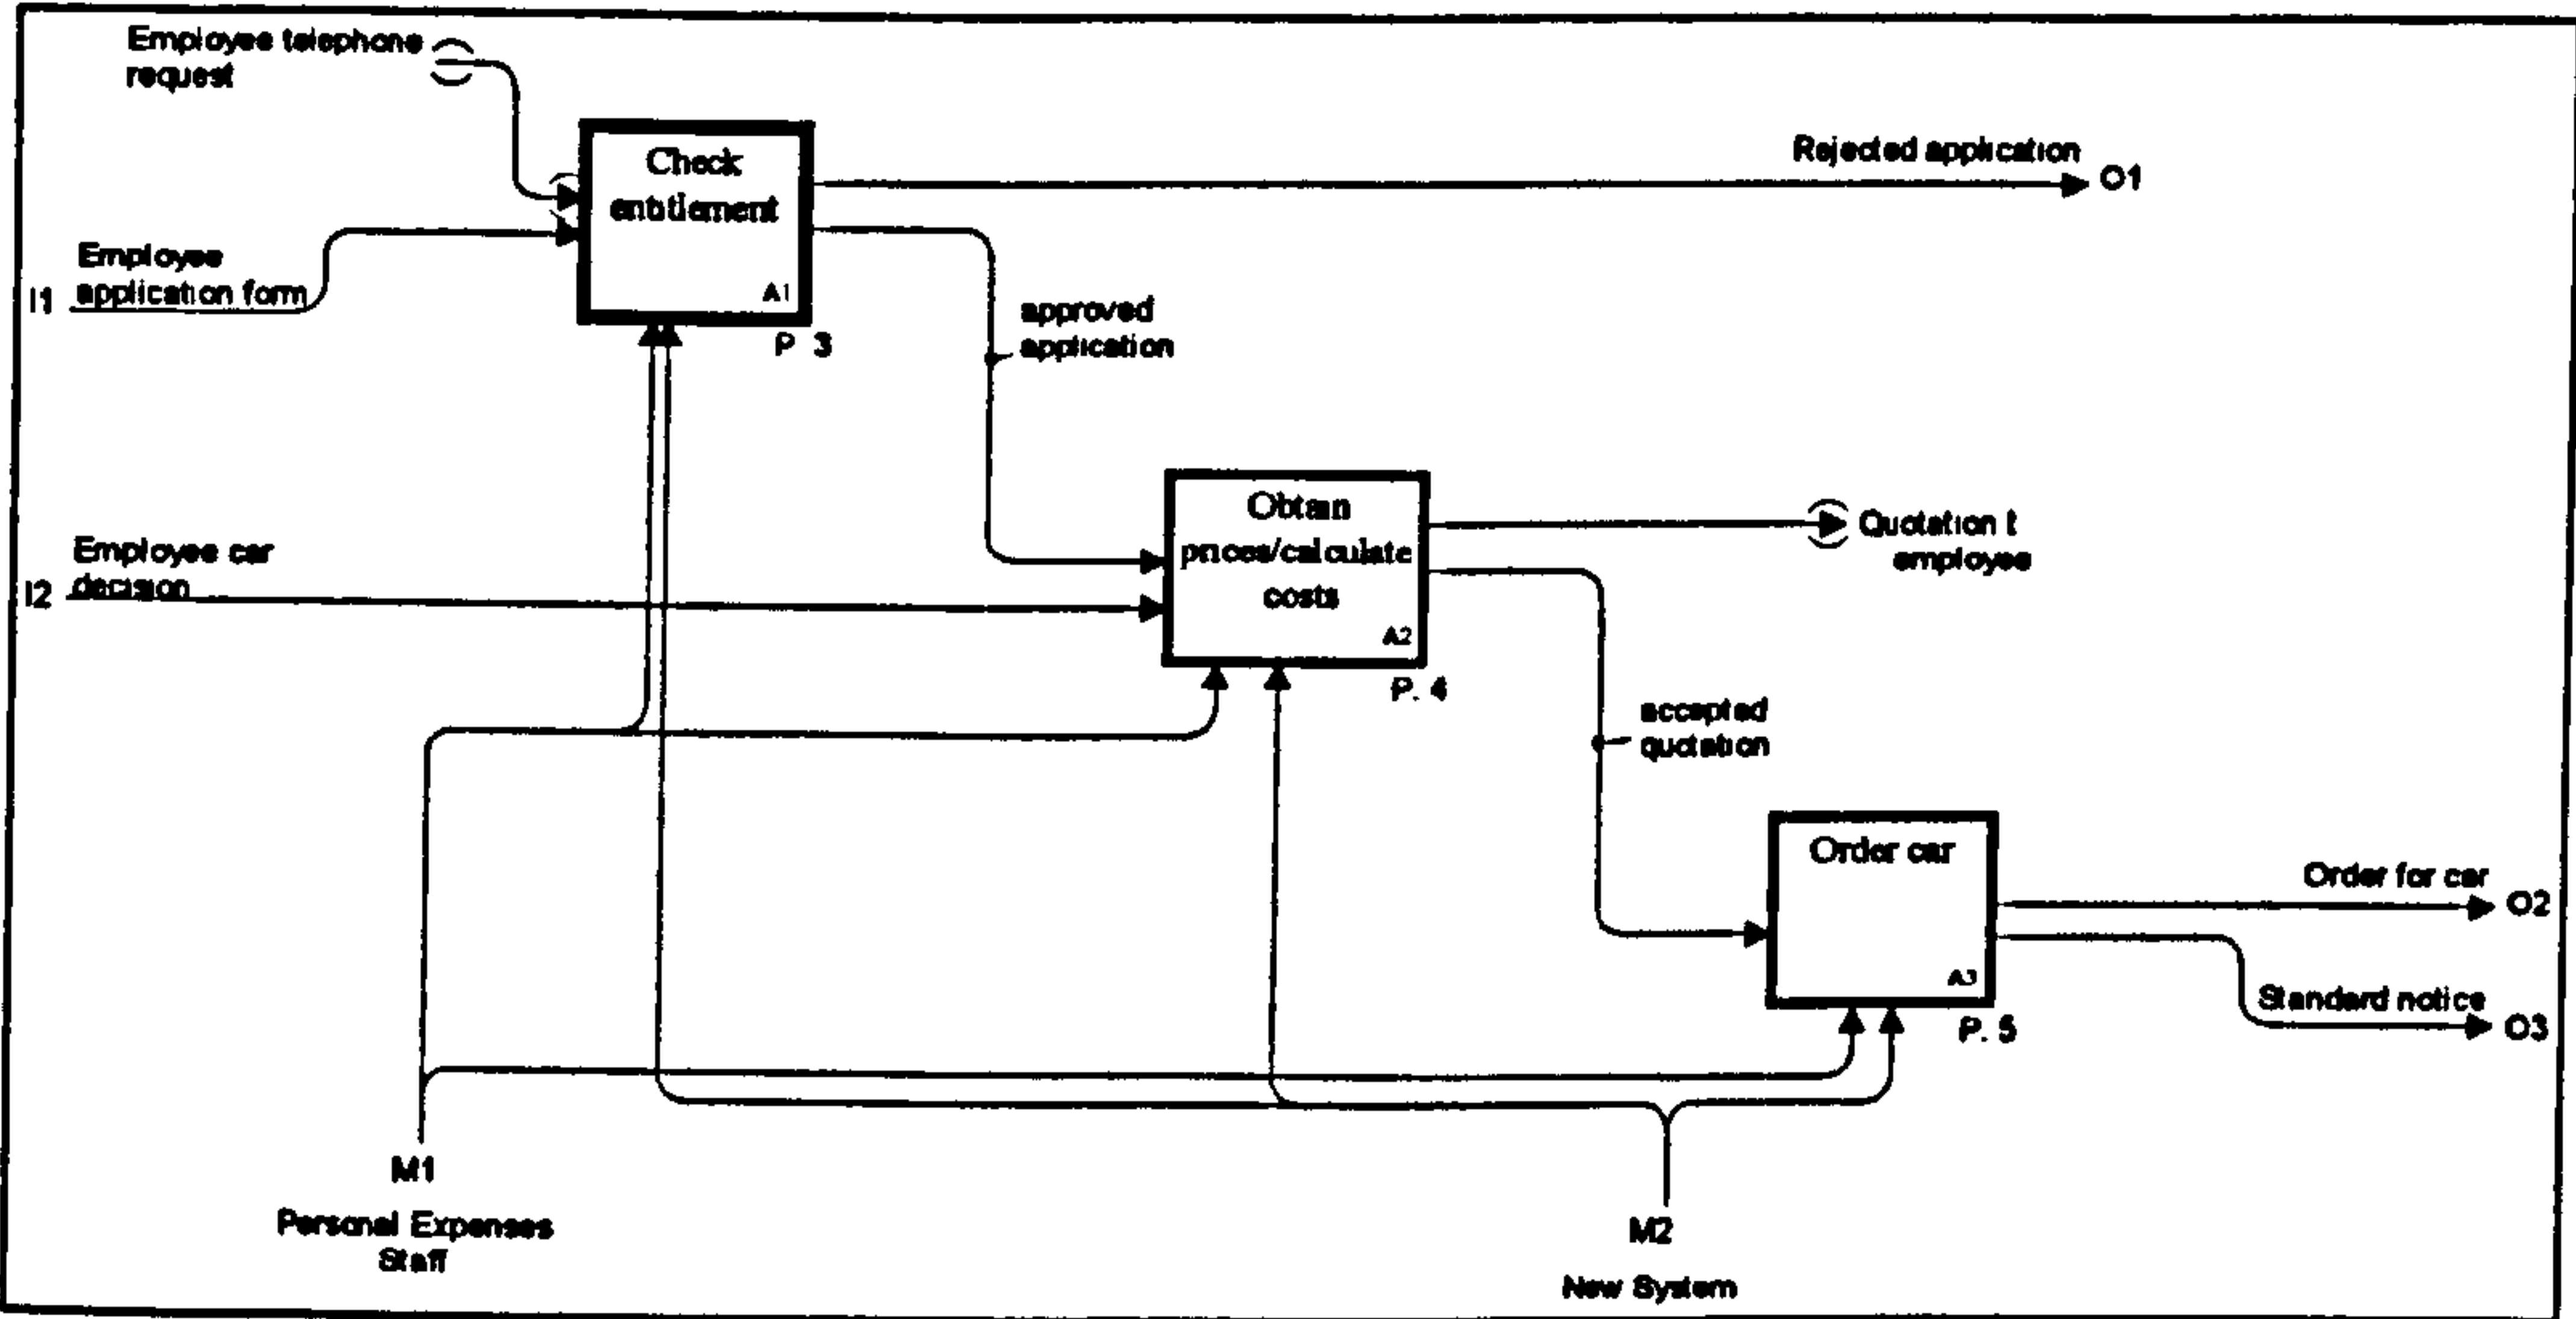 Employee telephone
request
Check
entitlement
A1
P 3
Rejected application
O1
Employee
application form
I1
approved
application
Employee car
decision
I2
Obtain
prices/calculate
costs
A2
P. 4
Quotation t
employee
accepted
quotation
Order car
A3
P. 5
Order for car
O2
Standard notice
O3
M1
Personal Expenses
Staff
M2
New System